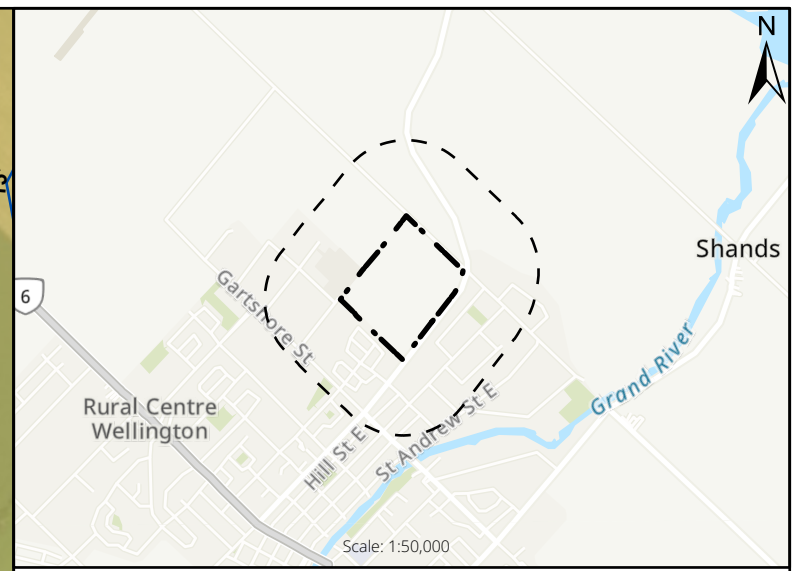 N
Shands
6
Gartshore St
Grand River
Rural Centre
Wellington
Hill St E
St Andrew St E
Scale: 1:50,000